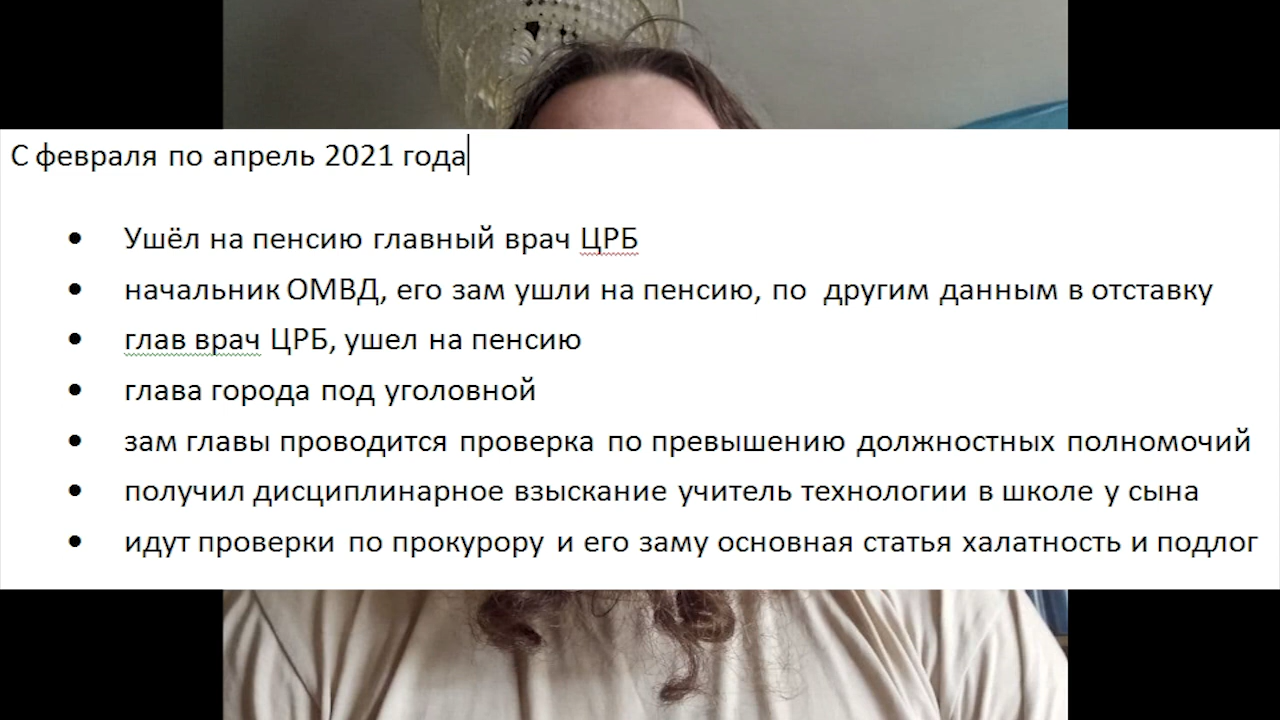 С февраля по апрель 2021 года
• Ушёл на пенсию главный врач ЦРБ
• начальник ОМВД, его зам ушли на пенсию, по другим данным в отставку
• глав врач ЦРБ, ушел на пенсию
• глава города под уголовной
• зам главы проводится проверка по превышению должностных полномочий
• получил дисциплинарное взыскание учитель технологии в школе у сына
• идут проверки по прокурору и его заму основная статья халатность и подлог